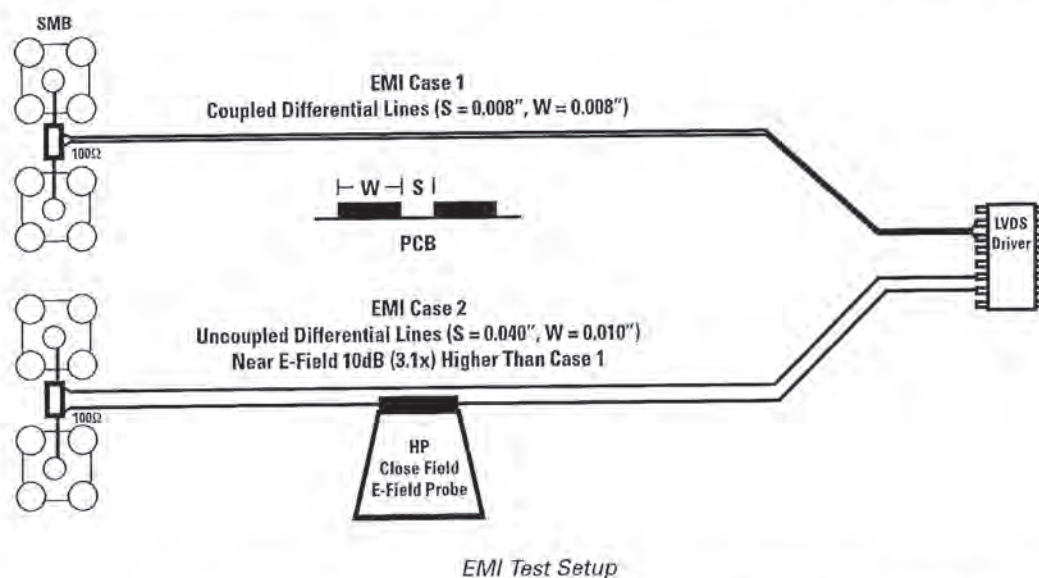 SMB
EMI Case 1
Coupled Differential Lines (S = 0.008″, W = 0.008″)
100Ω
W S
PCB
LVDS
Driver
EMI Case 2
Uncoupled Differential Lines (S = 0.040″, W = 0.010″)
Near E-Field 10dB (3.1x) Higher Than Case 1
100Ω
HP
Close Field
E-Field Probe
EMI Test Setup